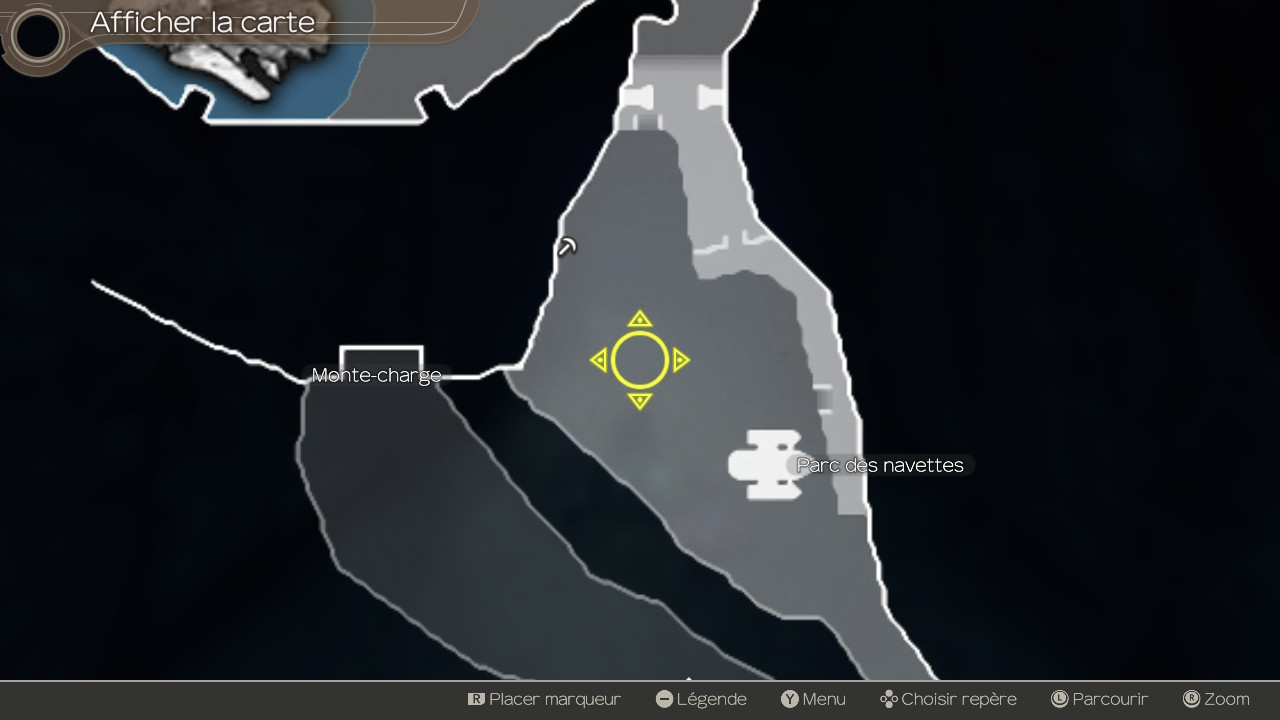 Afficher la carte
Monte-charge
Parc des navettes
R Placer marqueur − Légende Y Menu Choisir repère L Parcourir R Zoom